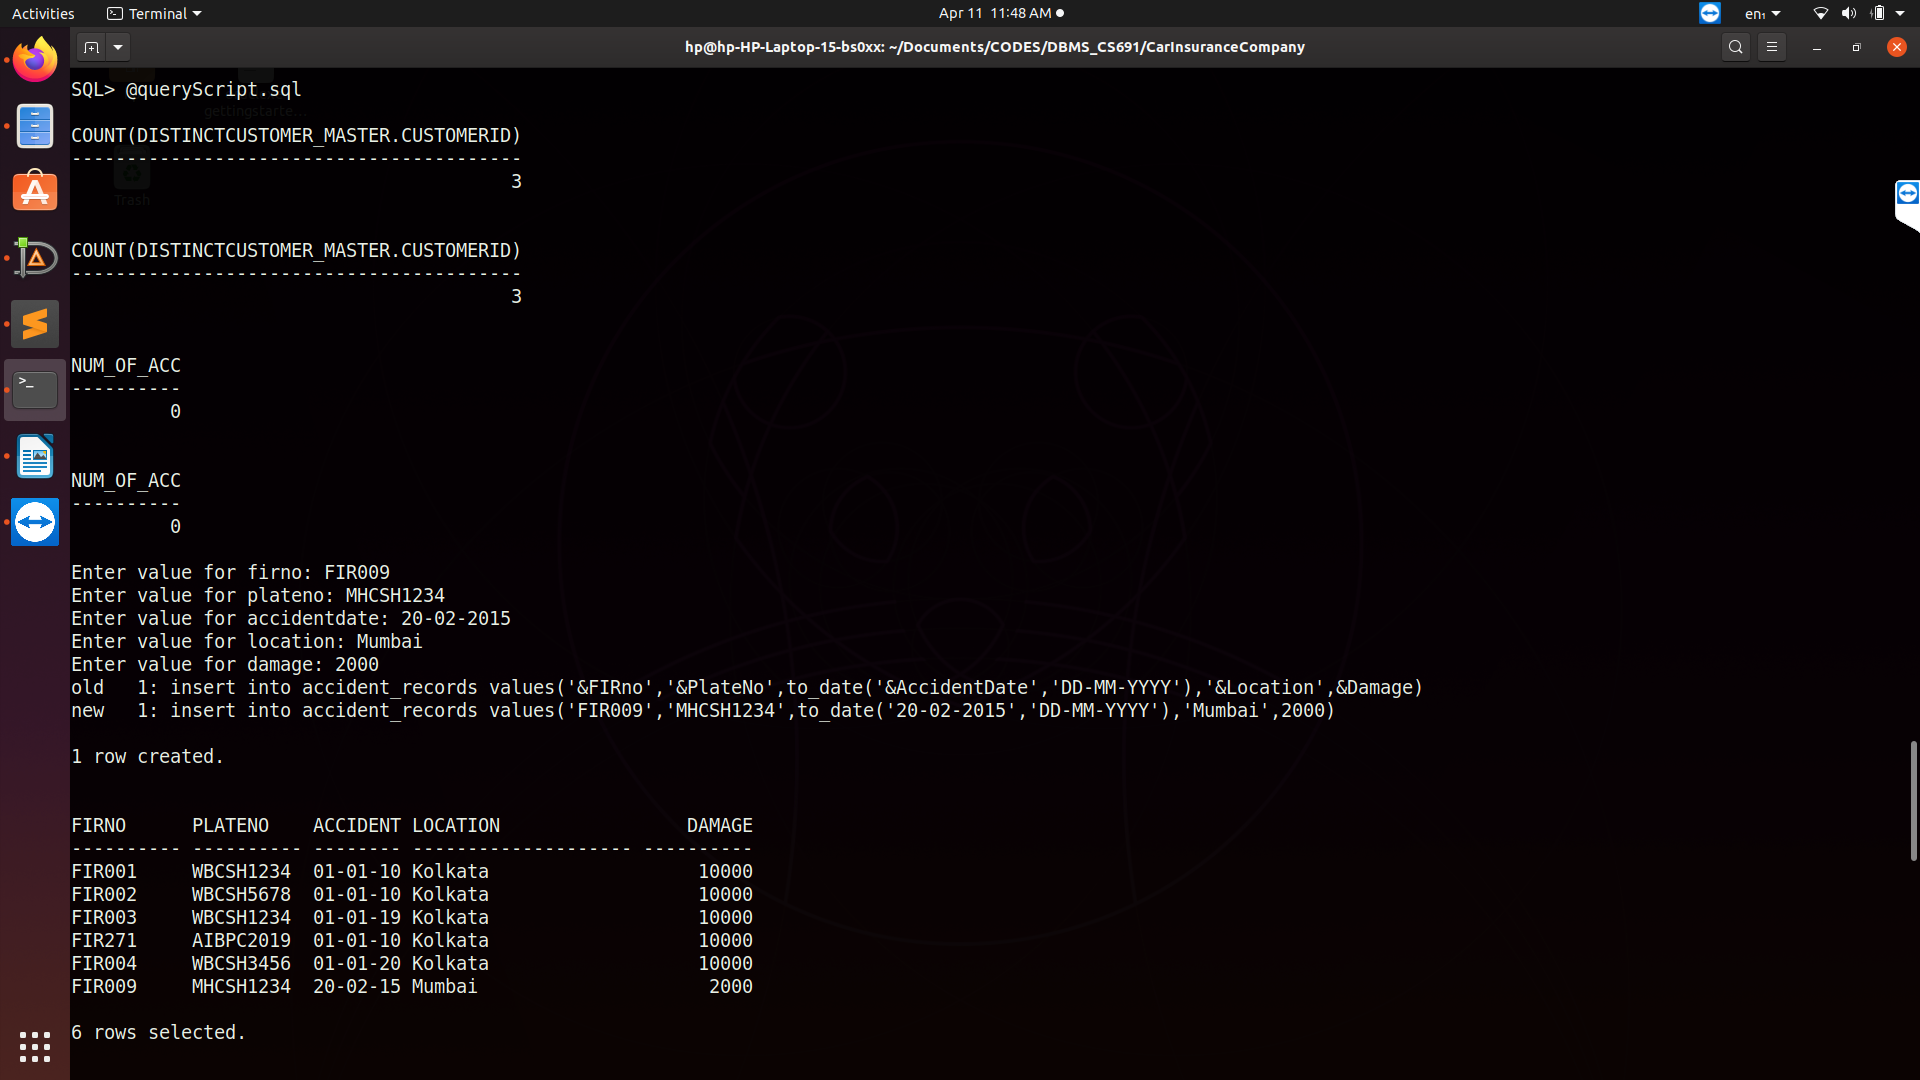 Activities
Terminal
Apr 11 11:48 AM
en₁
hp@hp-HP-Laptop-15-bs0xx: ~/Documents/CODES/DBMS_CS691/CarInsuranceCompany
SQL> @queryScript.sql
gettingstarte...
COUNT(DISTINCTCUSTOMER_MASTER.CUSTOMERID)
-----------------------------------------
3
Trash
COUNT(DISTINCTCUSTOMER_MASTER.CUSTOMERID)
-----------------------------------------
3
NUM_OF_ACC
----------
0
NUM_OF_ACC
----------
0
Enter value for firno: FIR009
Enter value for plateno: MHCSH1234
Enter value for accidentdate: 20-02-2015
Enter value for location: Mumbai
Enter value for damage: 2000
old   1: insert into accident_records values('&FIRno','&PlateNo',to_date('&AccidentDate','DD-MM-YYYY'),'&Location',&Damage)
new   1: insert into accident_records values('FIR009','MHCSH1234',to_date('20-02-2015','DD-MM-YYYY'),'Mumbai',2000)
1 row created.
FIRNO      PLATENO    ACCIDENT LOCATION                 DAMAGE
---------- ---------- -------- -------------------- ----------
FIR001     WBCSH1234  01-01-10 Kolkata                   10000
FIR002     WBCSH5678  01-01-10 Kolkata                   10000
FIR003     WBCSH1234  01-01-19 Kolkata                   10000
FIR271     AIBPC2019  01-01-10 Kolkata                   10000
FIR004     WBCSH3456  01-01-20 Kolkata                   10000
FIR009     MHCSH1234  20-02-15 Mumbai                     2000
6 rows selected.